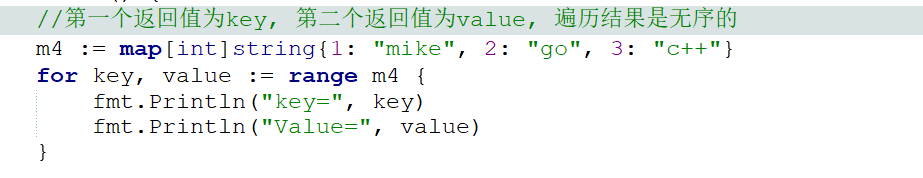 //第一个返回值为key, 第二个返回值为value, 遍历结果是无序的
m4 := map[int]string{1: "mike", 2: "go", 3: "c++"}
for key, value := range m4 {
    fmt.Println("key=", key)
    fmt.Println("Value=", value)
}